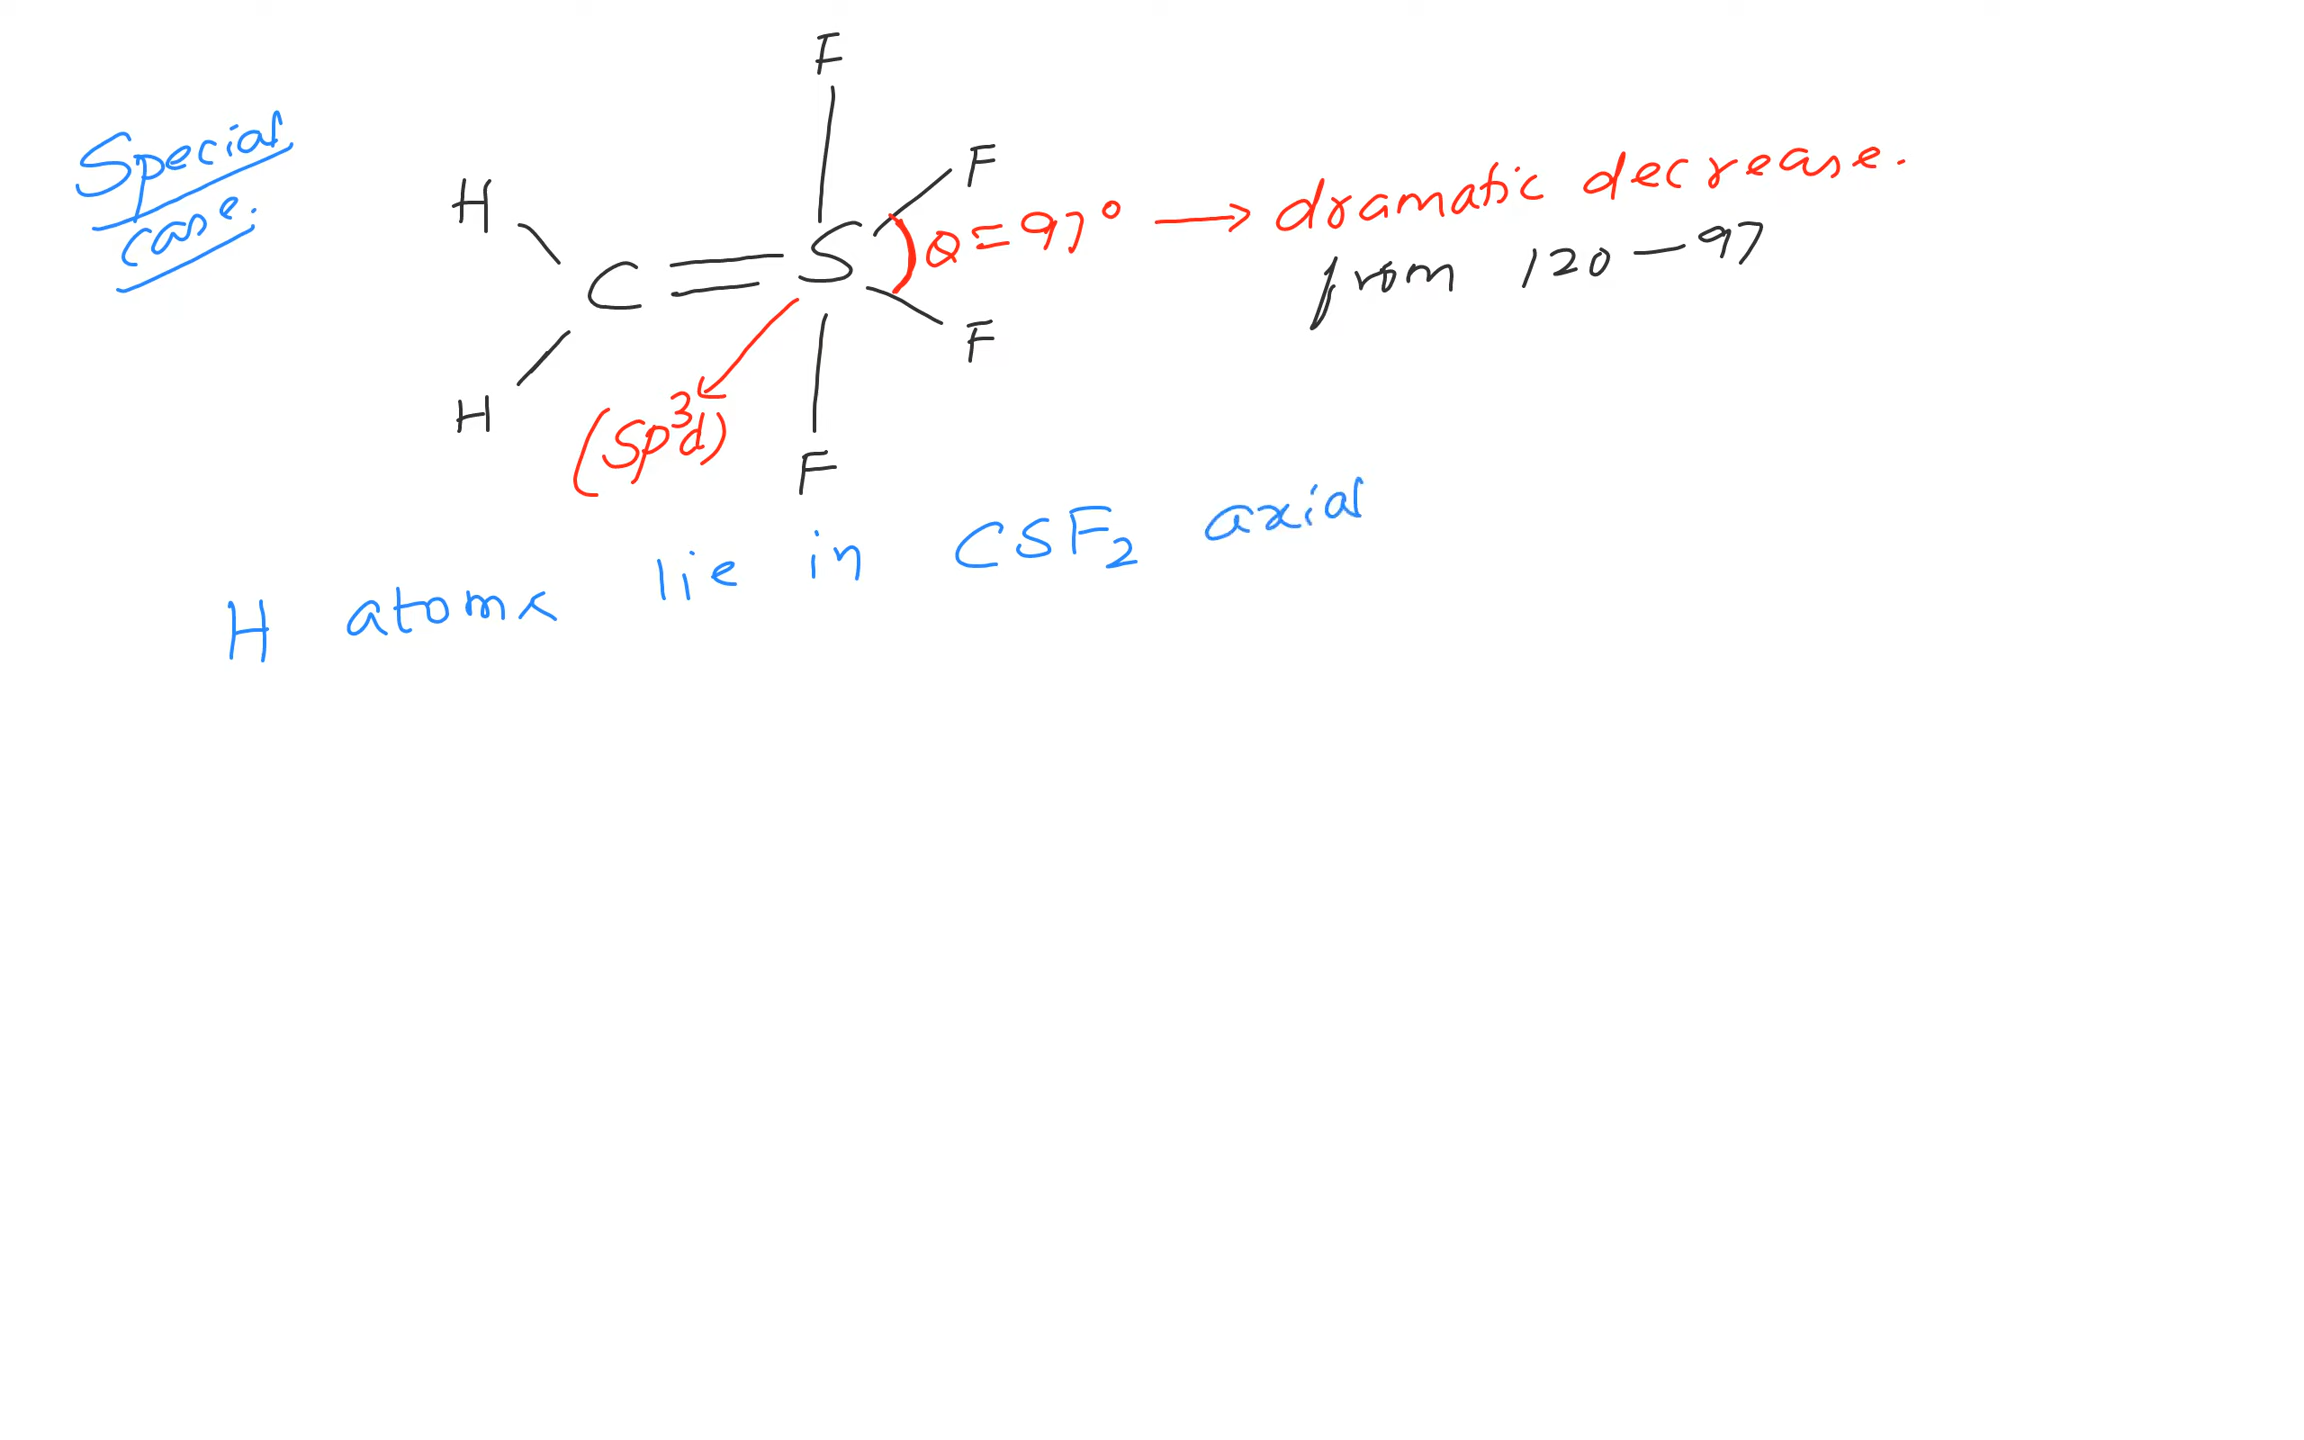 Special
case.
F
F
H
C = S
θ = 97° → dramatic decrease.
from 120 – 97
F
H
(Sp³d)
F
H atoms lie in CSF₂ axial